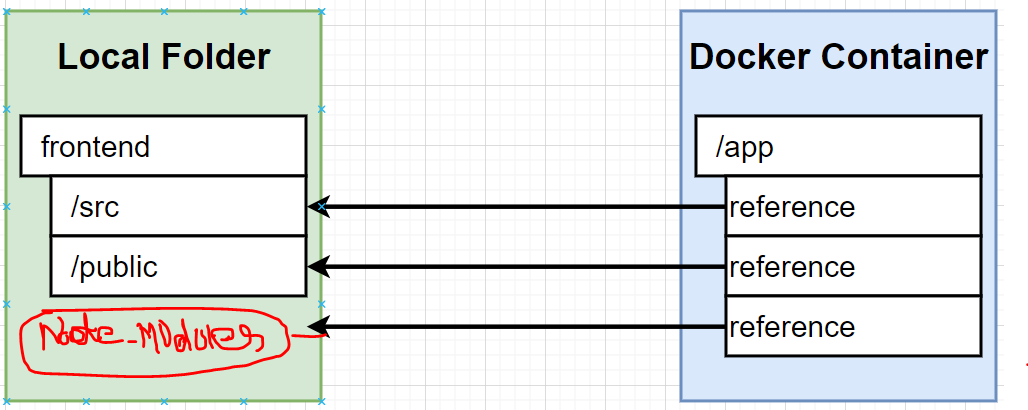 Local Folder
Docker Container
frontend
/app
/src
reference
/public
reference
Node_Modules
reference